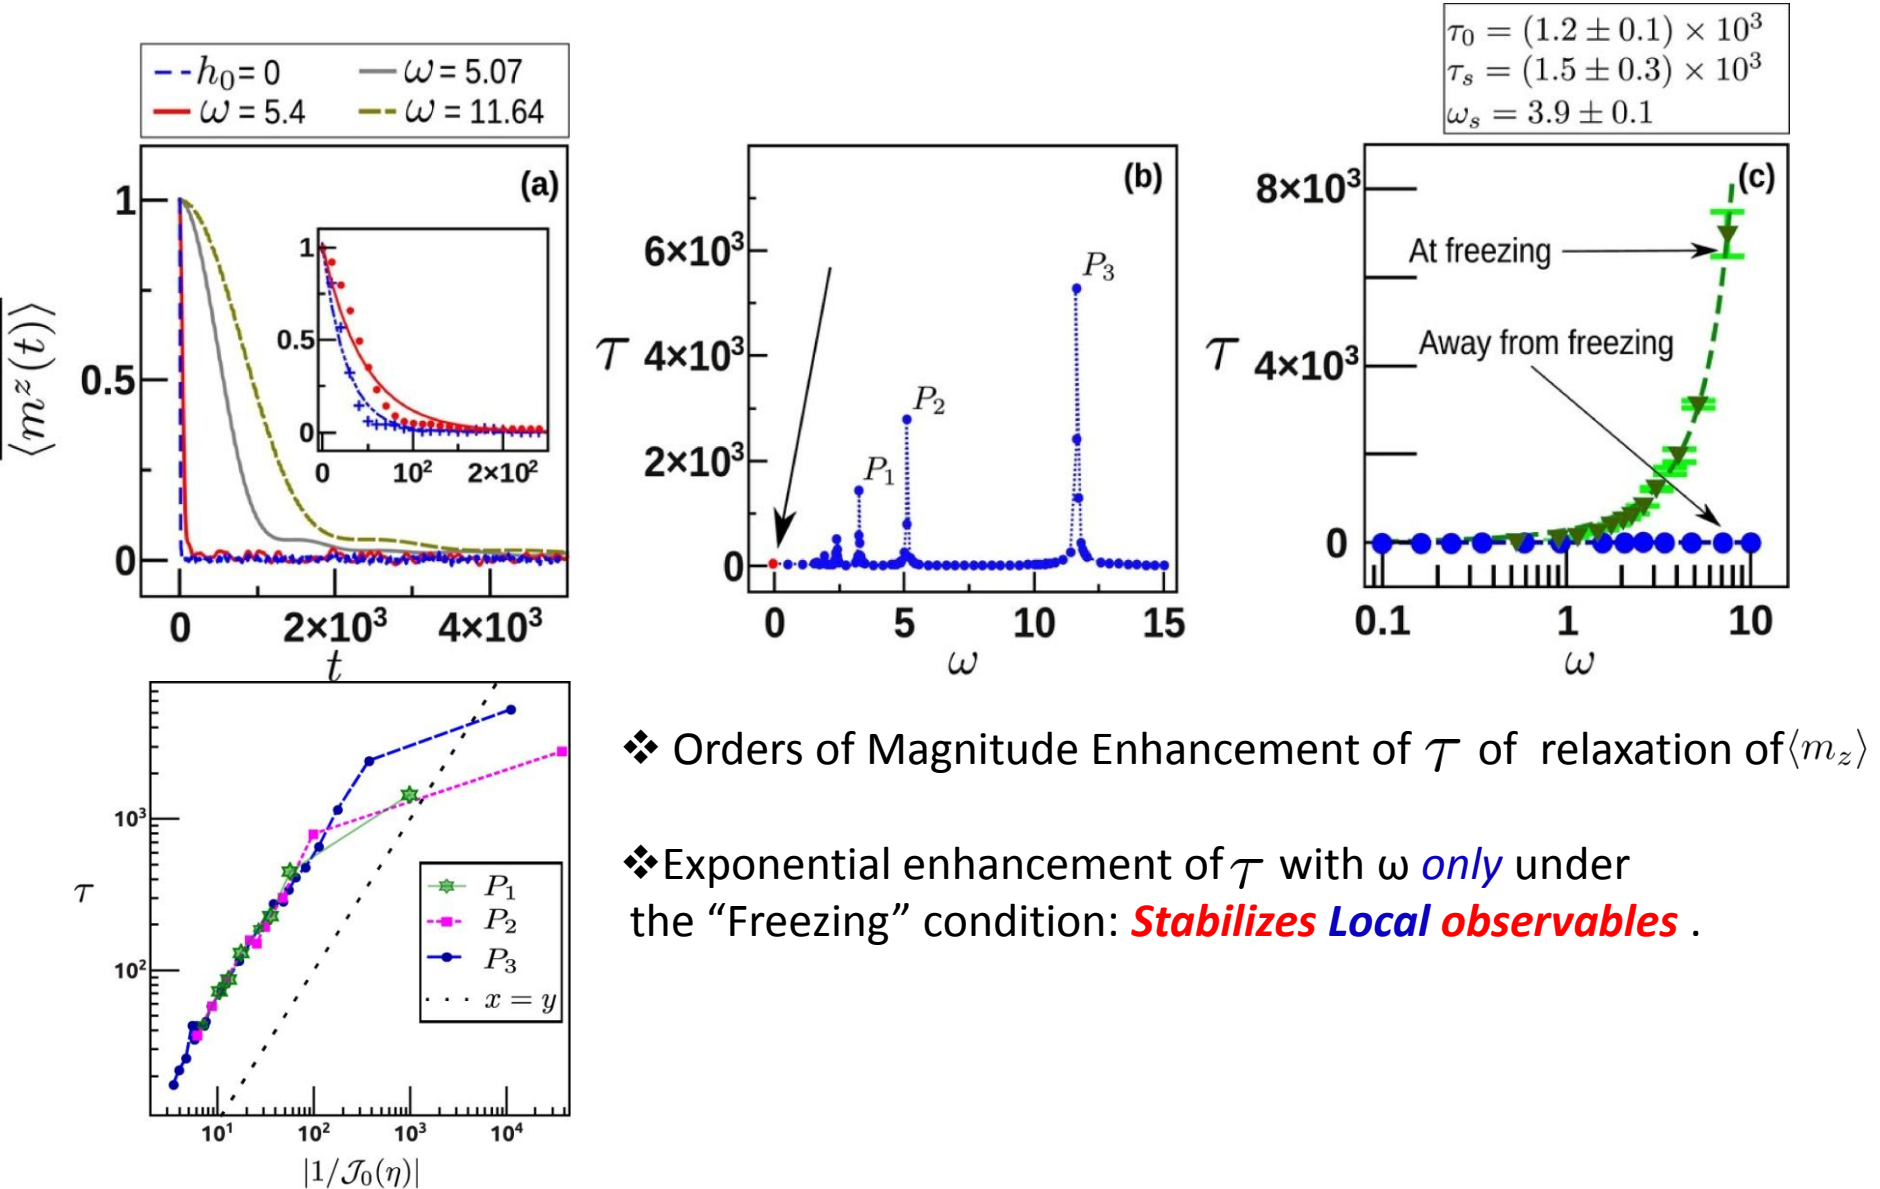 h₀ = 0
ω = 5.07
ω = 5.4
ω = 11.64
τ₀ = (1.2 ± 0.1) × 10³
τₛ = (1.5 ± 0.3) × 10³
ωₛ = 3.9 ± 0.1
(a)
1
0.5
0
⟨mᶻ(t)⟩
0
2×10³
4×10³
t
1
0.5
0
0
10²
2×10²
(b)
6×10³
4×10³
2×10³
0
τ
P₁
P₂
P₃
0
5
10
15
ω
(c)
8×10³
4×10³
0
τ
At freezing
Away from freezing
0.1
1
10
ω
10³
10²
τ
P₁
P₂
P₃
x = y
10¹
10²
10³
10⁴
|1/𝒥₀(η)|
❖ Orders of Magnitude Enhancement of τ of relaxation of ⟨m_z⟩
❖Exponential enhancement of τ with ω only under
the “Freezing” condition: Stabilizes Local observables .